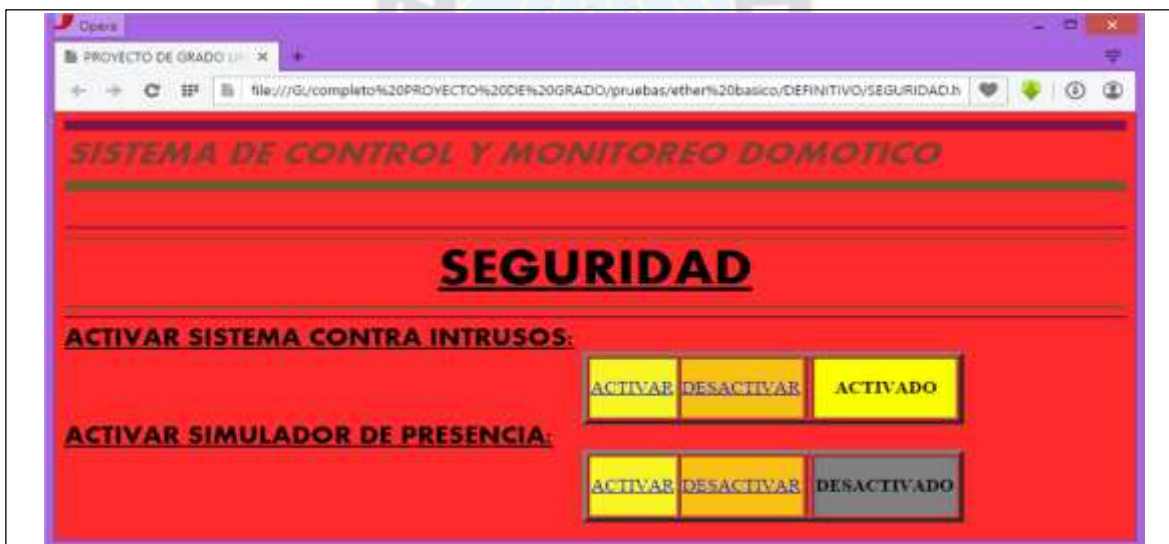 Opera
PROYECTO DE GRADO
file:///G:/completo%20PROYECTO%20DE%20GRADO/pruebas/ether%20basico/DEFINITIVO/SEGURIDAD.h
SISTEMA DE CONTROL Y MONITOREO DOMOTICO
SEGURIDAD
ACTIVAR SISTEMA CONTRA INTRUSOS:
ACTIVAR DESACTIVAR ACTIVADO
ACTIVAR SIMULADOR DE PRESENCIA:
ACTIVAR DESACTIVAR DESACTIVADO